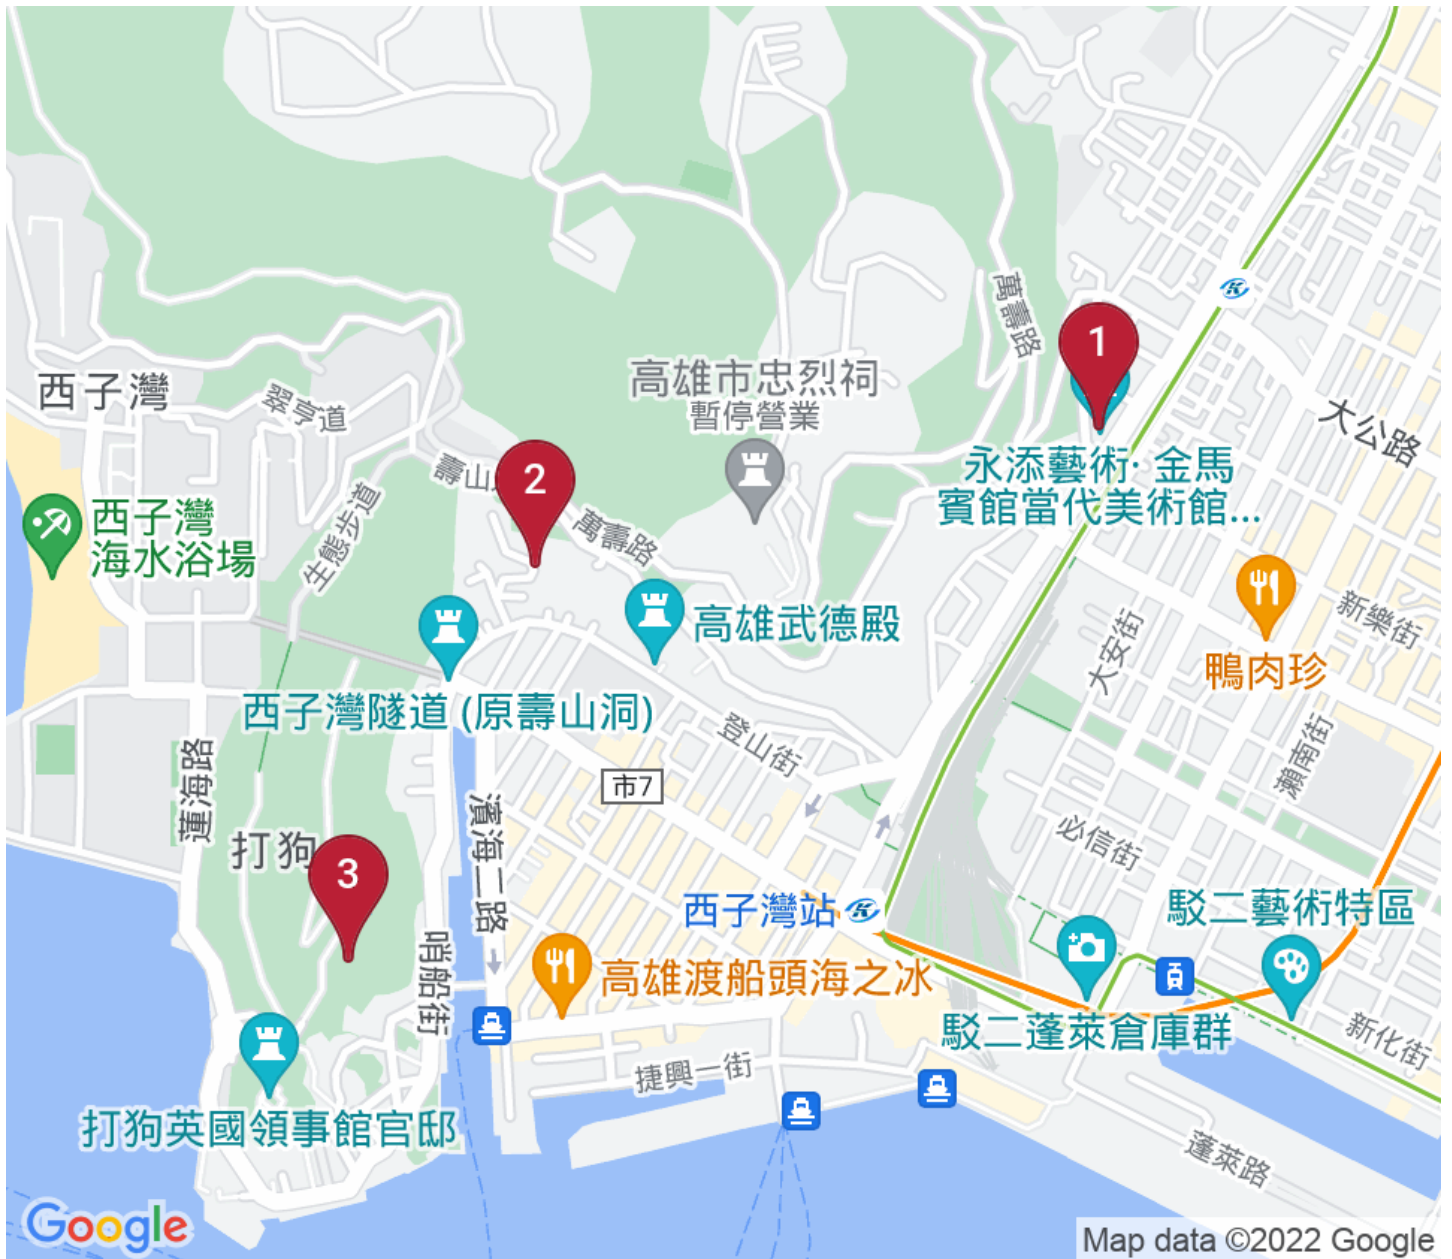 萬壽路
1
高雄市忠烈祠
暫停營業
西子灣
翠亨道
大公路
永添藝術·金馬
賓館當代美術館...
壽山
2
西子灣
海水浴場
生態步道
萬壽路
高雄武德殿
新樂街
大安街
鴨肉珍
西子灣隧道 (原壽山洞)
登山街
瀨南街
蓮海路
市7
濱海二路
打狗
3
必信街
西子灣站
駁二藝術特區
哨船街
高雄渡船頭海之冰
駁二蓬萊倉庫群
新化街
捷興一街
打狗英國領事館官邸
蓬萊路
Google
Map data ©2022 Google